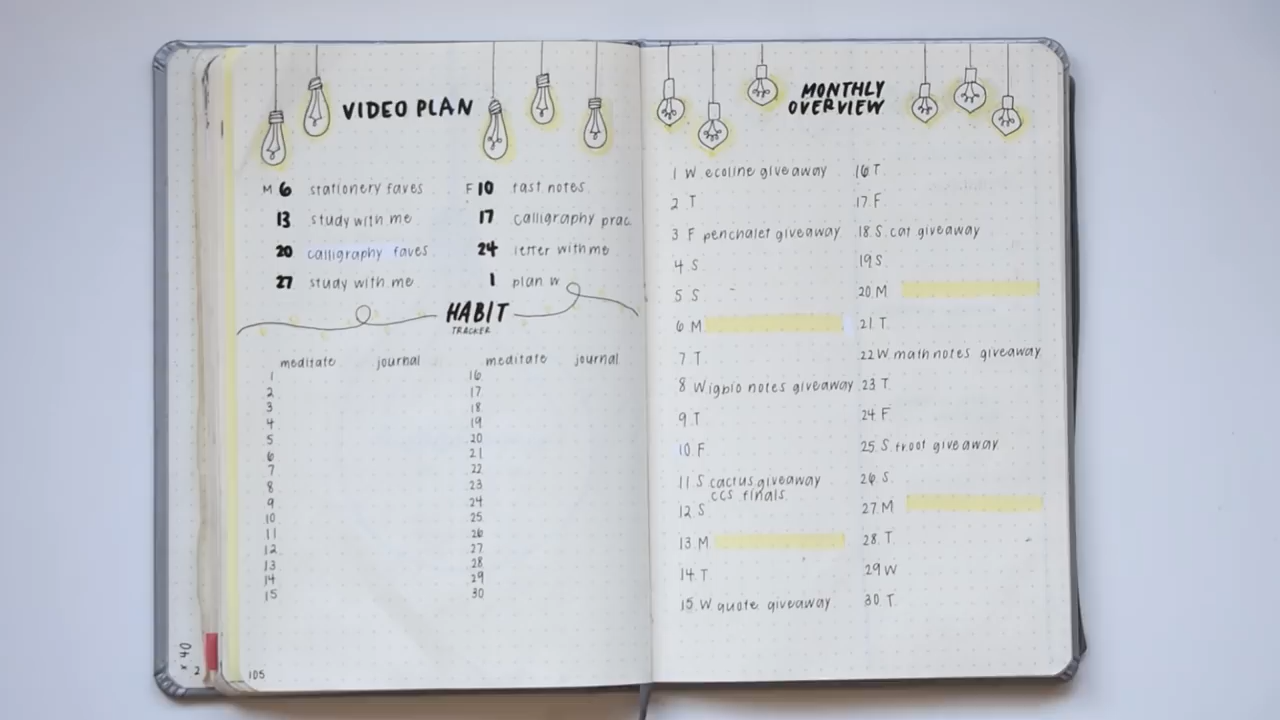 VIDEO PLAN
M 6 stationery faves
13 study with me
20 calligraphy faves
27 study with me
F 10 fast notes
17 calligraphy prac
24 letter with me
1 plan w
HABIT
TRACKER
meditate journal meditate journal
1 16
2 17
3 18
4 19
5 20
6 21
7 22
8 23
9 24
10 25
11 26
12 27
13 28
14 29
15 30
105
MONTHLY
OVERVIEW
1 W ecoline giveaway
2 T
3 F penchalet giveaway
4 S
5 S
6 M
7 T
8 W igbio notes giveaway
9 T
10 F
11 S cactus giveaway
ccs finals
12 S
13 M
14 T
15 W quote giveaway
16 T
17 F
18 S cat giveaway
19 S
20 M
21 T
22 W math notes giveaway
23 T
24 F
25 S froot giveaway
26 S
27 M
28 T
29 W
30 T